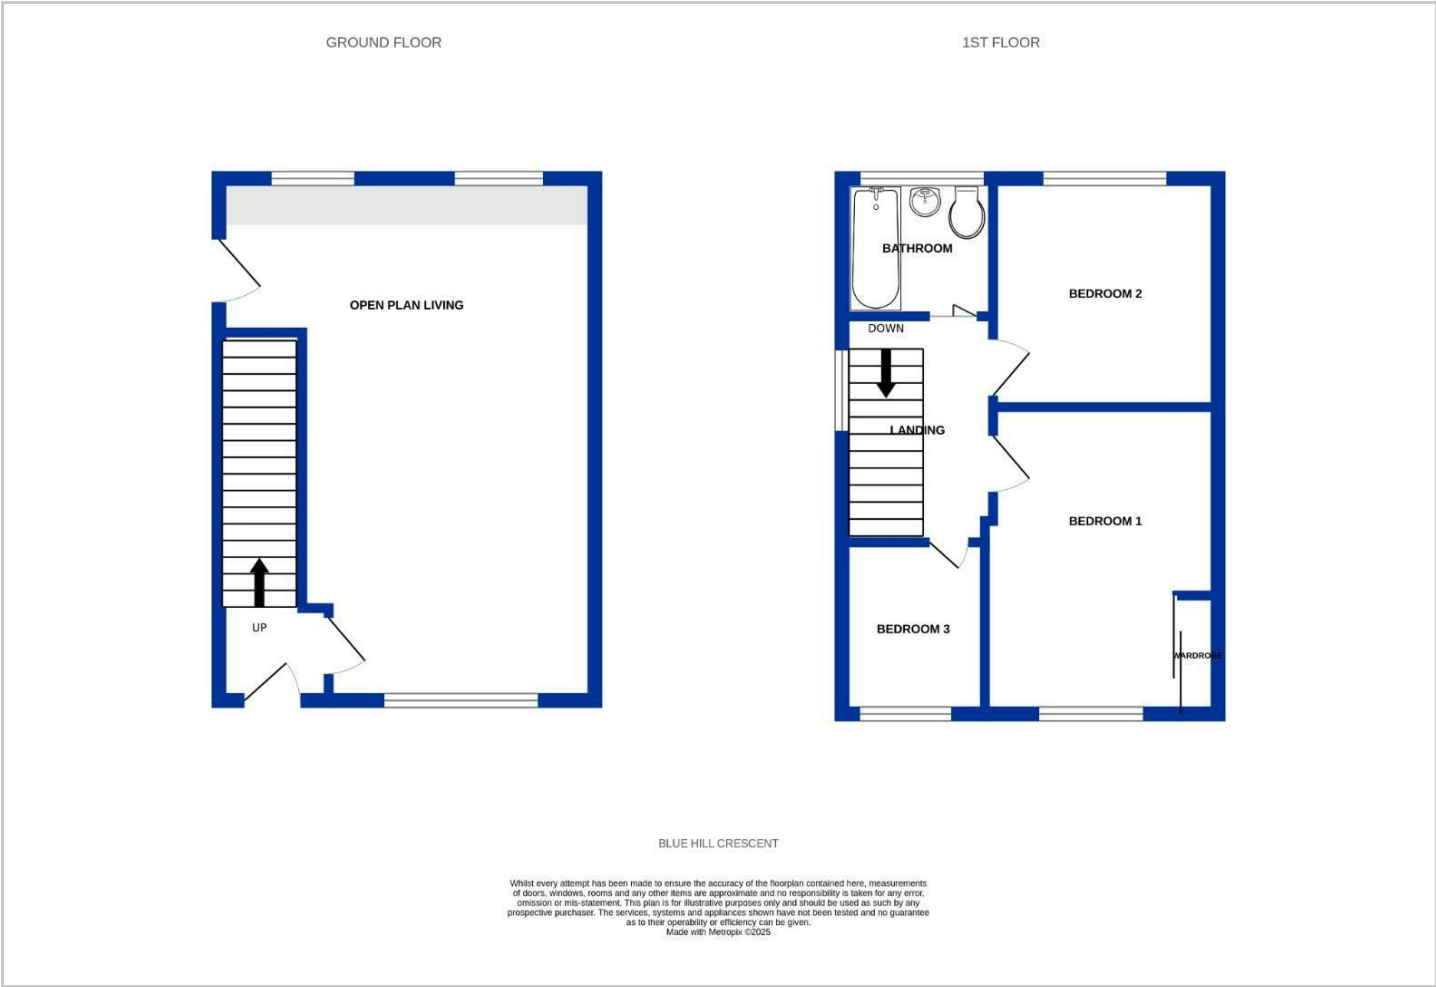 GROUND FLOOR
1ST FLOOR
OPEN PLAN LIVING
UP
BATHROOM
BEDROOM 2
DOWN
LANDING
BEDROOM 1
BEDROOM 3
WARDROBE
BLUE HILL CRESCENT
Whilst every attempt has been made to ensure the accuracy of the floorplan contained here, measurements
of doors, windows, rooms and any other items are approximate and no responsibility is taken for any error,
omission or mis-statement. This plan is for illustrative purposes only and should be used as such by any
prospective purchaser. The services, systems and appliances shown have not been tested and no guarantee
as to their operability or efficiency can be given.
Made with Metropix ©2025